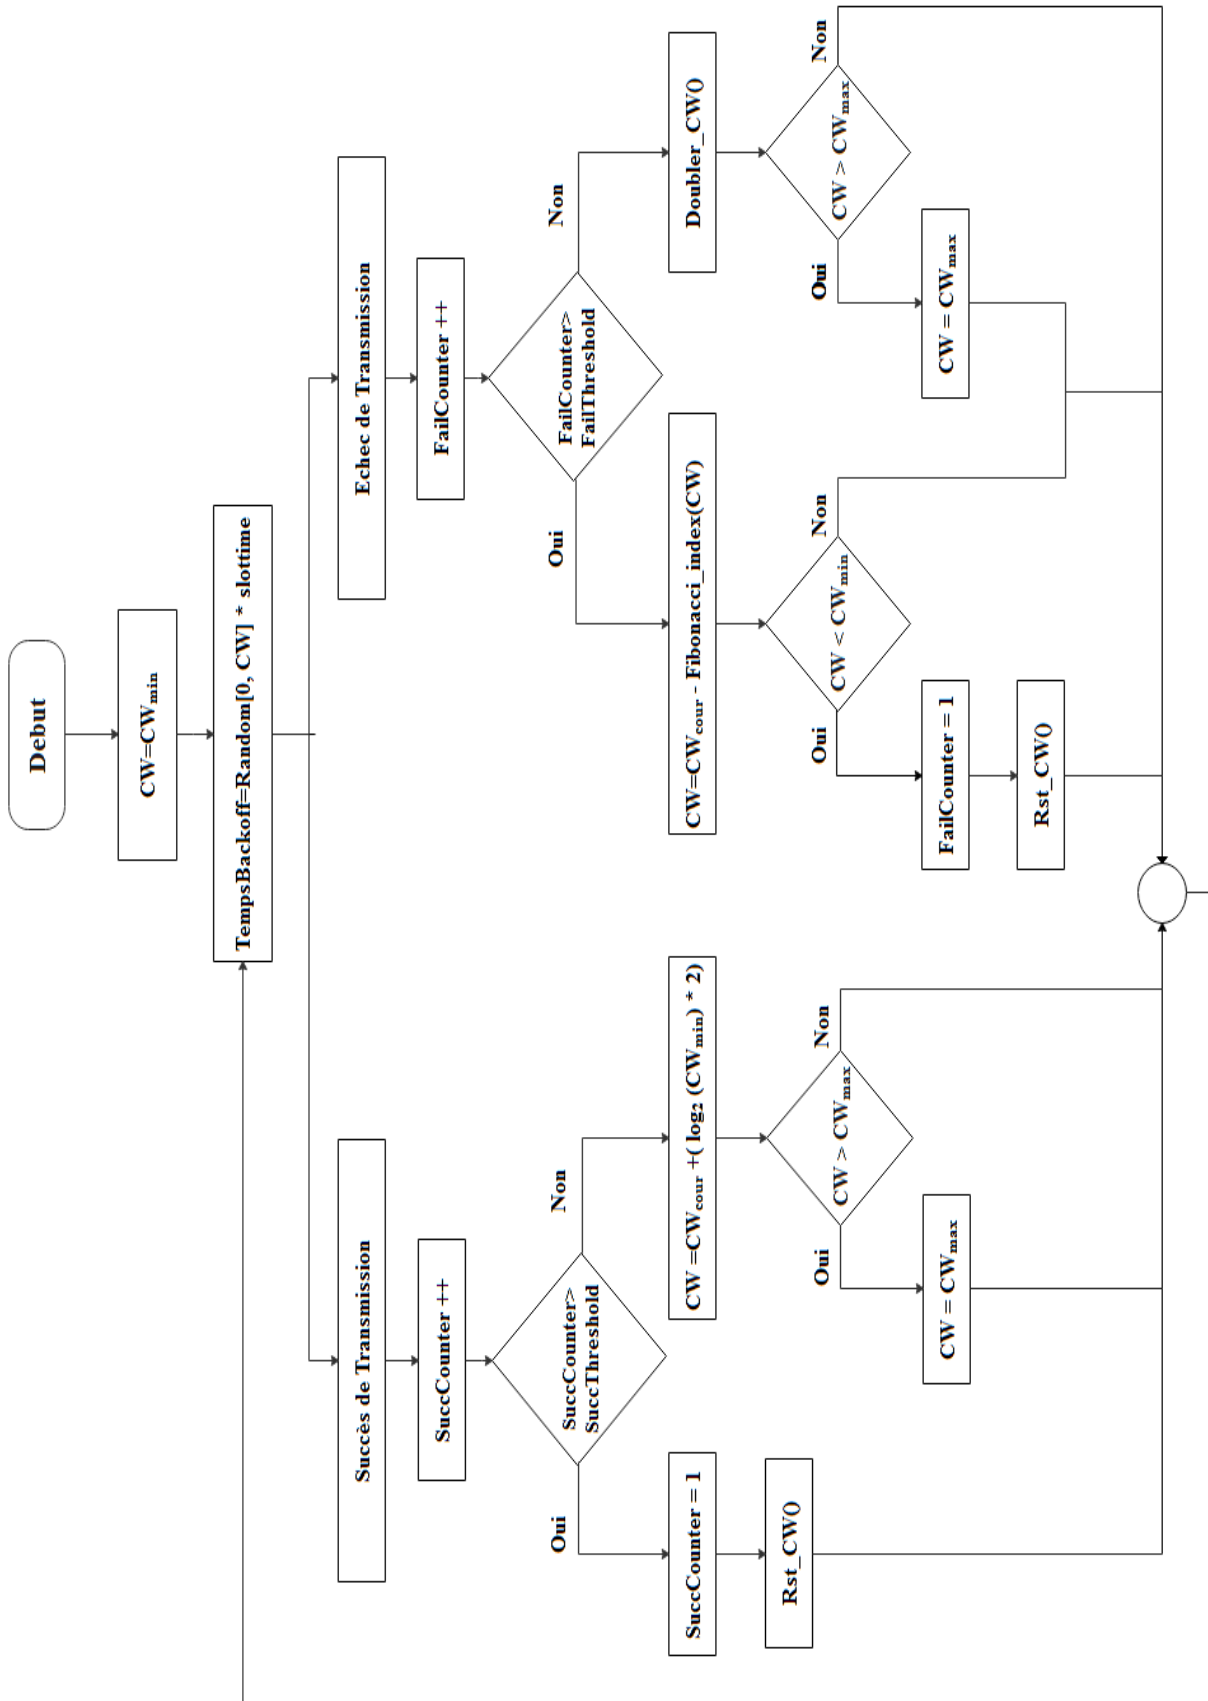 Debut
CW=CWmin
TempsBackoff=Random[0, CW] * slottime
Succès de Transmission
SuccCounter ++
SuccCounter>
SuccThreshold
Oui
Non
SuccCounter = 1
Rst_CW()
CW =CWcour +( log2 (CWmin) * 2)
CW > CWmax
Oui
Non
CW = CWmax
Echec de Transmission
FailCounter ++
FailCounter>
FailThreshold
Oui
Non
CW=CWcour - Fibonacci_index(CW)
CW < CWmin
Oui
Non
FailCounter = 1
Rst_CW()
Doubler_CW()
CW > CWmax
Oui
Non
CW = CWmax